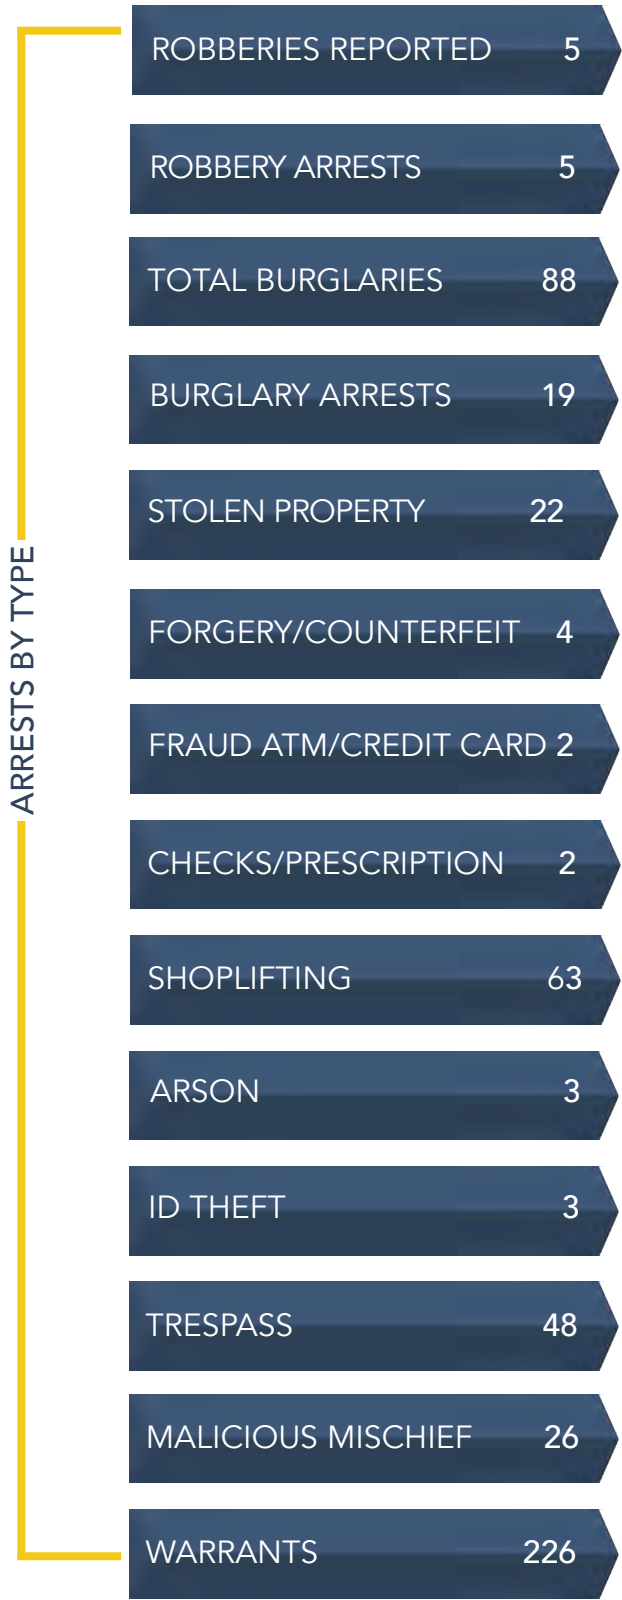 ARRESTS BY TYPE
ROBBERIES REPORTED 5
ROBBERY ARRESTS 5
TOTAL BURGLARIES 88
BURGLARY ARRESTS 19
STOLEN PROPERTY 22
FORGERY/COUNTERFEIT 4
FRAUD ATM/CREDIT CARD 2
CHECKS/PRESCRIPTION 2
SHOPLIFTING 63
ARSON 3
ID THEFT 3
TRESPASS 48
MALICIOUS MISCHIEF 26
WARRANTS 226